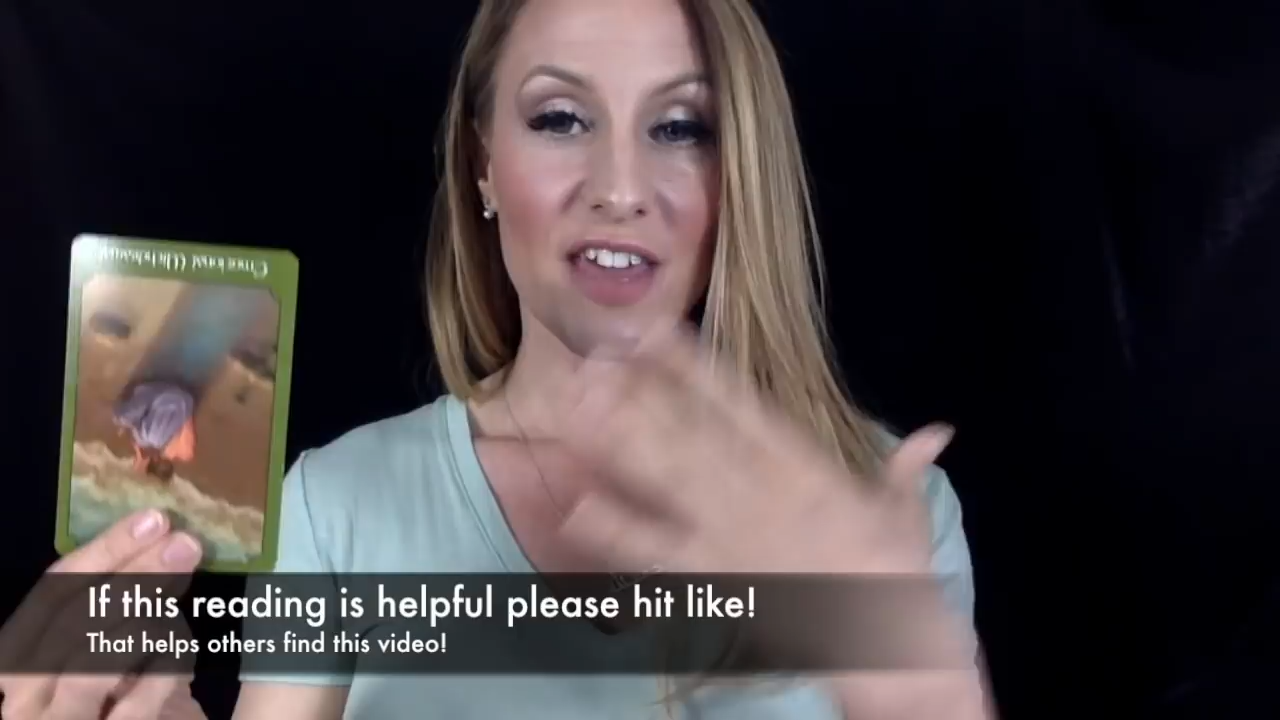 If this reading is helpful please hit like!
That helps others find this video!